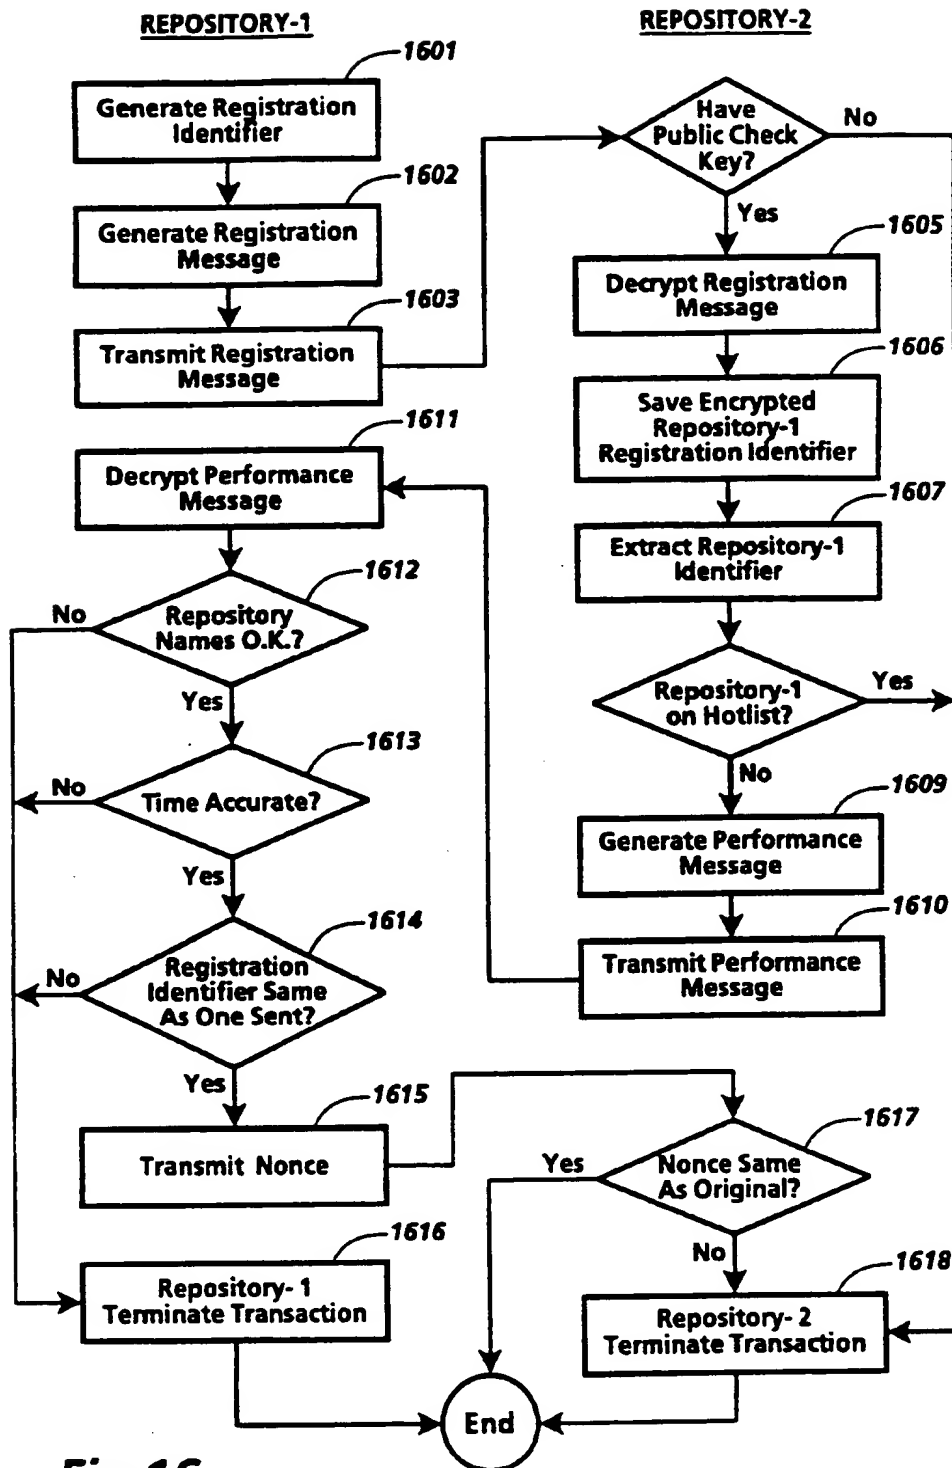 REPOSITORY-1
1601
Generate Registration
Identifier
1602
Generate Registration
Message
1603
Transmit Registration
Message
1611
Decrypt Performance
Message
1612
Repository
Names O.K.?
No
Yes
1613
Time Accurate?
No
Yes
1614
Registration
Identifier Same
As One Sent?
No
Yes
1615
Transmit Nonce
1616
Repository- 1
Terminate Transaction
REPOSITORY-2
Have
Public Check
Key?
No
Yes
1605
Decrypt Registration
Message
1606
Save Encrypted
Repository-1
Registration Identifier
1607
Extract Repository-1
Identifier
Repository-1
on Hotlist?
Yes
No
1609
Generate Performance
Message
1610
Transmit Performance
Message
1617
Nonce Same
As Original?
Yes
No
1618
Repository- 2
Terminate Transaction
End